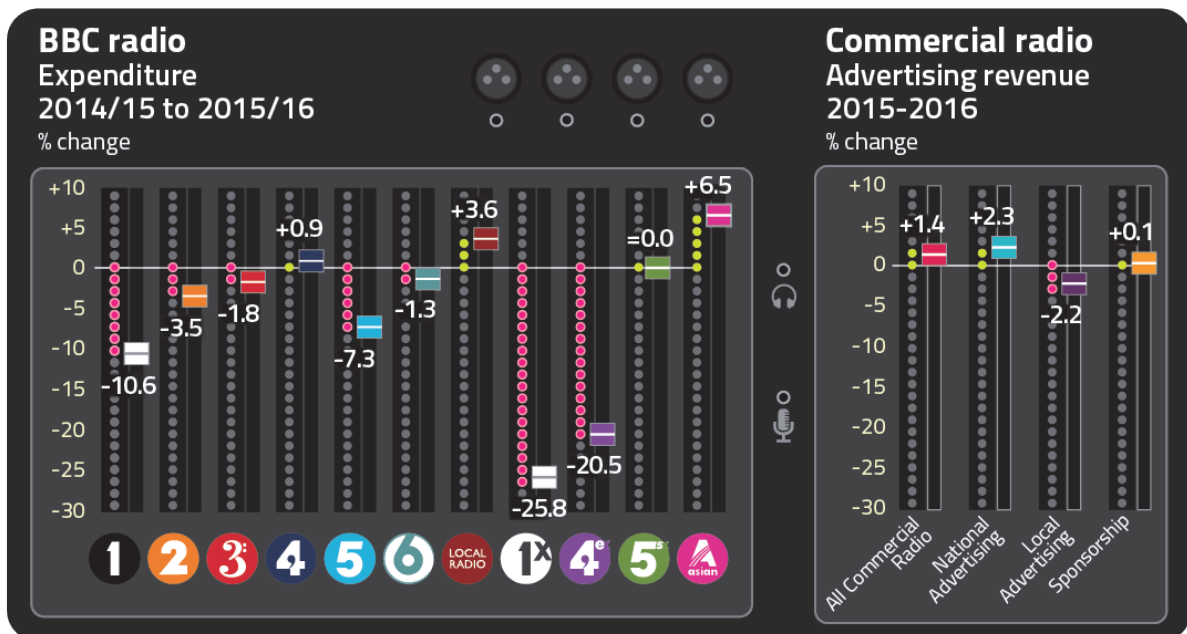 BBC radio
Expenditure
2014/15 to 2015/16
% change
+10
+5
0
-5
-10
-15
-20
-25
-30
-10.6
-3.5
-1.8
+0.9
-7.3
-1.3
+3.6
-25.8
-20.5
=0.0
+6.5
1
2
3
4
5
6
LOCAL
RADIO
1X
4
5
asian
Commercial radio
Advertising revenue
2015-2016
% change
+10
+5
0
-5
-10
-15
-20
-25
-30
+1.4
+2.3
-2.2
+0.1
All Commercial
Radio
National
Advertising
Local
Advertising
Sponsorship